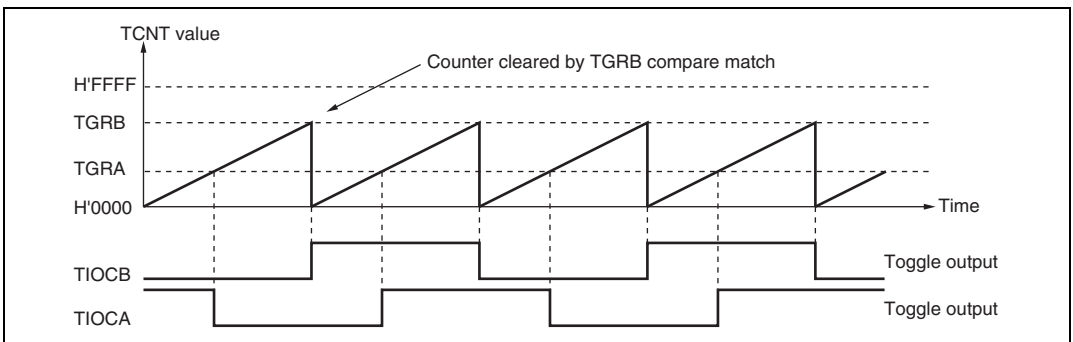 TCNT value
Counter cleared by TGRB compare match
H'FFFF
TGRB
TGRA
H'0000
Time
TIOCB
Toggle output
TIOCA
Toggle output